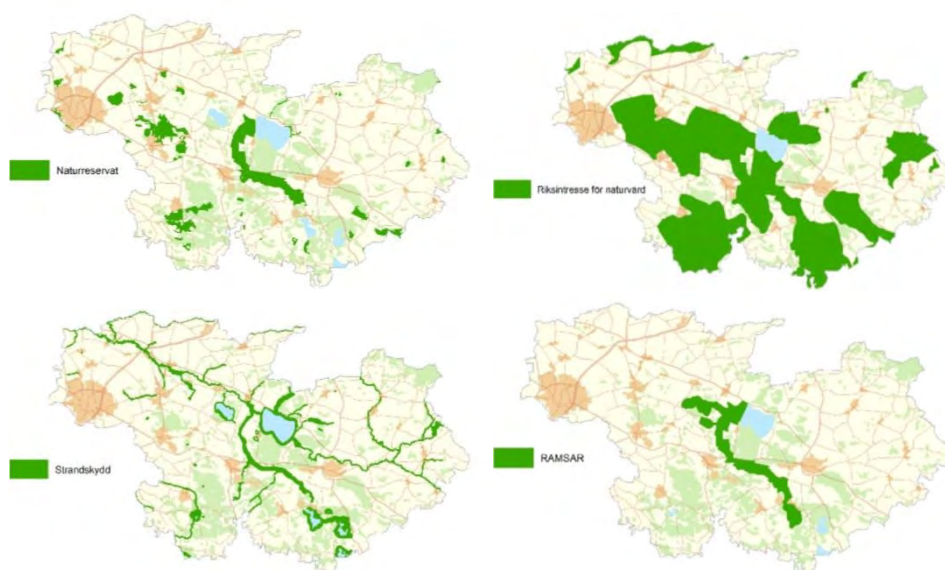 Naturreservat
Riksintresse för naturvård
Strandskydd
RAMSAR